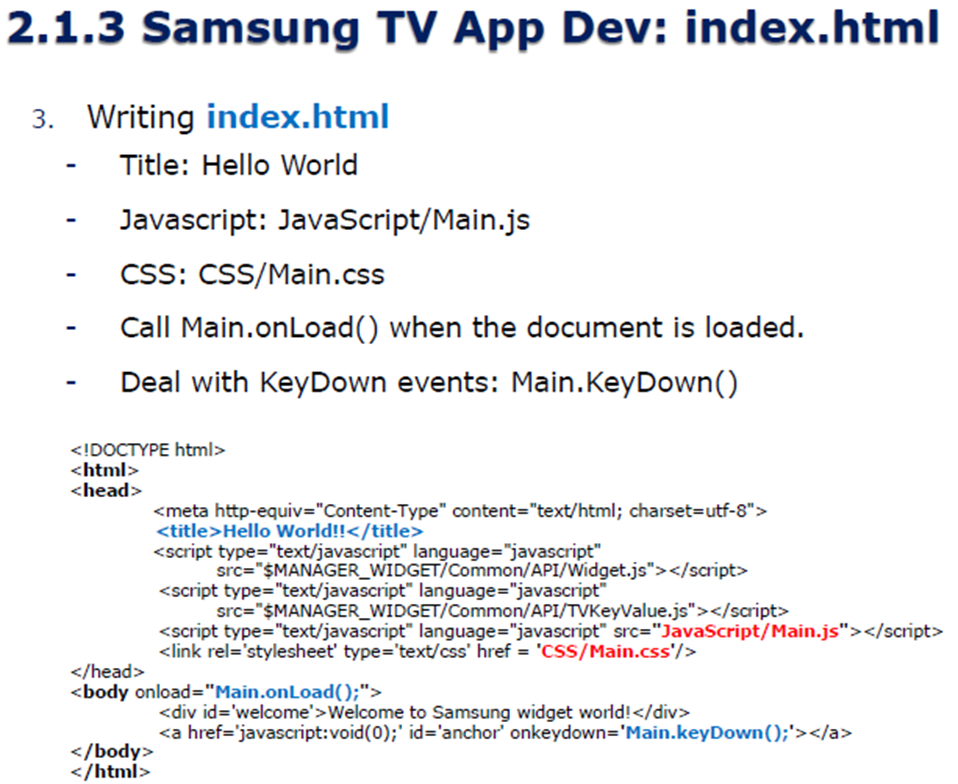 2.1.3 Samsung TV App Dev: index.html
3. Writing index.html
- Title: Hello World
- Javascript: JavaScript/Main.js
- CSS: CSS/Main.css
- Call Main.onLoad() when the document is loaded.
- Deal with KeyDown events: Main.KeyDown()
<!DOCTYPE html>
<html>
<head>
<meta http-equiv="Content-Type" content="text/html; charset=utf-8">
<title>Hello World!!</title>
<script type="text/javascript" language="javascript"
src="$MANAGER_WIDGET/Common/API/Widget.js"></script>
<script type="text/javascript" language="javascript"
src="$MANAGER_WIDGET/Common/API/TVKeyValue.js"></script>
<script type="text/javascript" language="javascript" src="JavaScript/Main.js"></script>
<link rel='stylesheet' type='text/css' href = 'CSS/Main.css'/>
</head>
<body onload="Main.onLoad();">
<div id='welcome'>Welcome to Samsung widget world!</div>
<a href='javascript:void(0);' id='anchor' onkeydown='Main.keyDown();'></a>
</body>
</html>